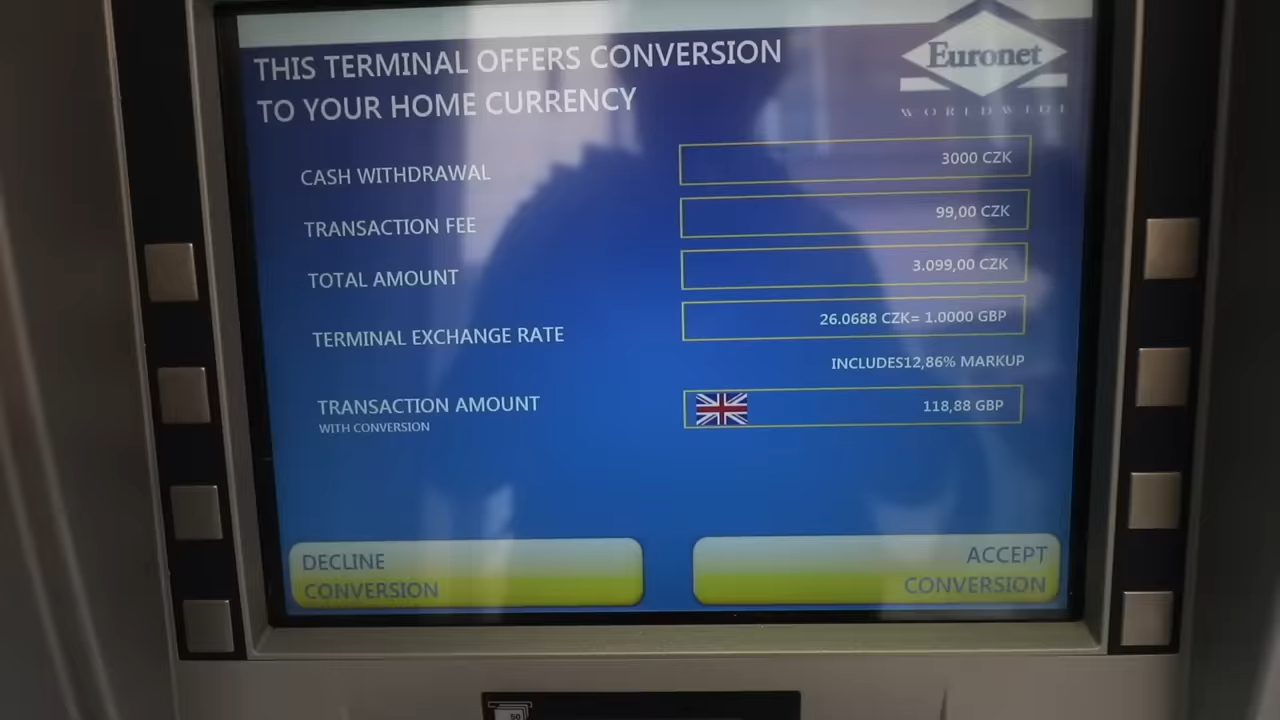 THIS TERMINAL OFFERS CONVERSION
TO YOUR HOME CURRENCY
Euronet
WORLDWIDE
CASH WITHDRAWAL
3000 CZK
TRANSACTION FEE
99,00 CZK
TOTAL AMOUNT
3.099,00 CZK
TERMINAL EXCHANGE RATE
26.0688 CZK= 1.0000 GBP
INCLUDES12,86% MARKUP
TRANSACTION AMOUNT
118,88 GBP
WITH CONVERSION
DECLINE
CONVERSION
ACCEPT
CONVERSION
50